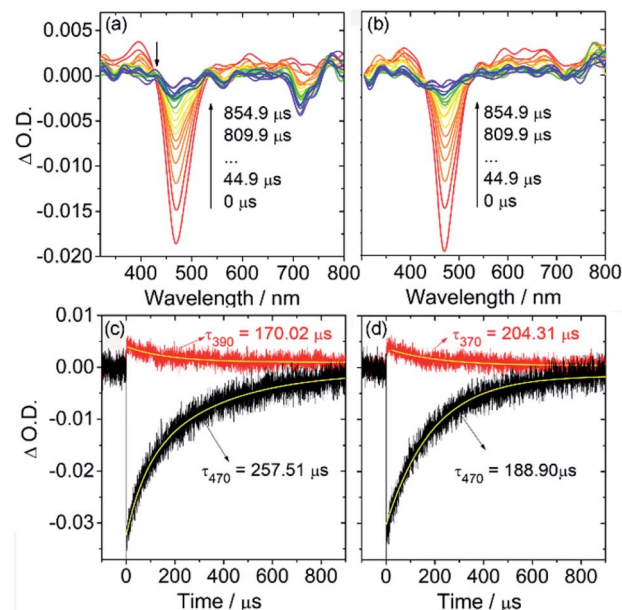 (a)
0.005
0.000
-0.005
-0.010
-0.015
-0.020
Δ O.D.
854.9 µs
809.9 µs
...
44.9 µs
0 µs
400 500 600 700 800
Wavelength / nm
(b)
854.9 µs
809.9 µs
...
44.9 µs
0 µs
400 500 600 700 800
Wavelength / nm
(c)
0.01
0.00
-0.01
-0.02
-0.03
Δ O.D.
τ390 = 170.02 µs
τ470 = 257.51 µs
0 200 400 600 800
Time / µs
(d)
τ370 = 204.31 µs
τ470 = 188.90µs
0 200 400 600 800
Time / µs